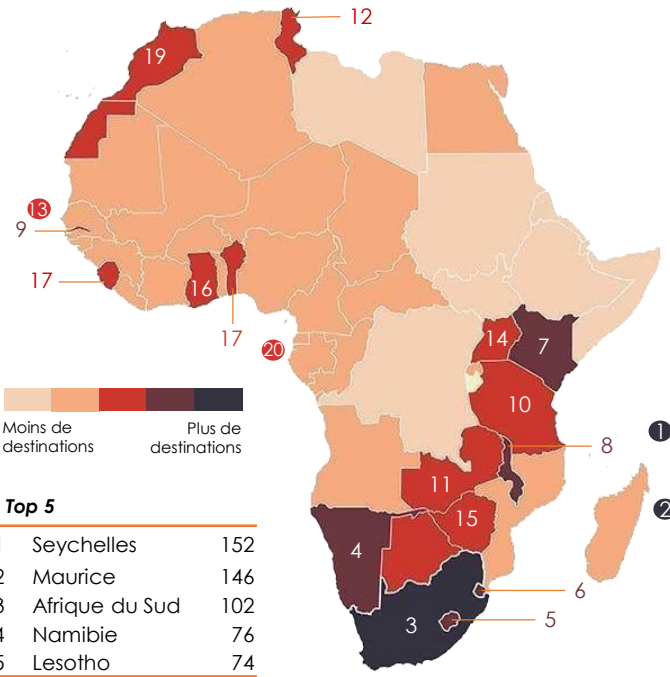 12
19
13
9
17
16
17
20
14
7
10
8
1
11
2
15
4
6
3
5
Moins de
destinations
Plus de
destinations
Top 5
1 Seychelles 152
2 Maurice 146
3 Afrique du Sud 102
4 Namibie 76
5 Lesotho 74